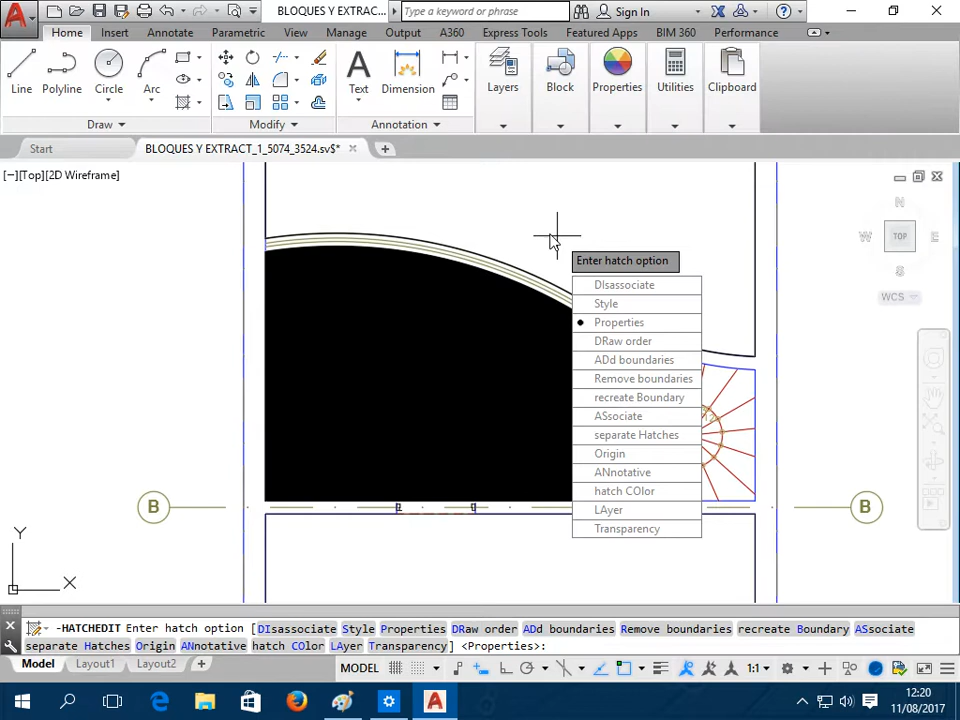 BLOQUES Y EXTRACT...
Type a keyword or phrase
Sign In
Home Insert Annotate Parametric View Manage Output A360 Express Tools Featured Apps BIM 360 Performance
Line Polyline Circle Arc Text Dimension Layers Block Properties Utilities Clipboard
Draw Modify Annotation
Start BLOQUES Y EXTRACT_1_5074_3524.sv$*
[−][Top][2D Wireframe]
N
W TOP E
S
WCS
Enter hatch option
DIsassociate
Style
Properties
DRaw order
ADd boundaries
Remove boundaries
recreate Boundary
ASsociate
separate Hatches
Origin
ANnotative
hatch COlor
LAyer
Transparency
B B
Y
X
-HATCHEDIT Enter hatch option [DIsassociate Style Properties DRaw order ADd boundaries Remove boundaries recreate Boundary ASsociate
separate Hatches Origin ANnotative hatch COlor LAyer Transparency] <Properties>:
Model Layout1 Layout2 + MODEL 1:1
12:20
11/08/2017